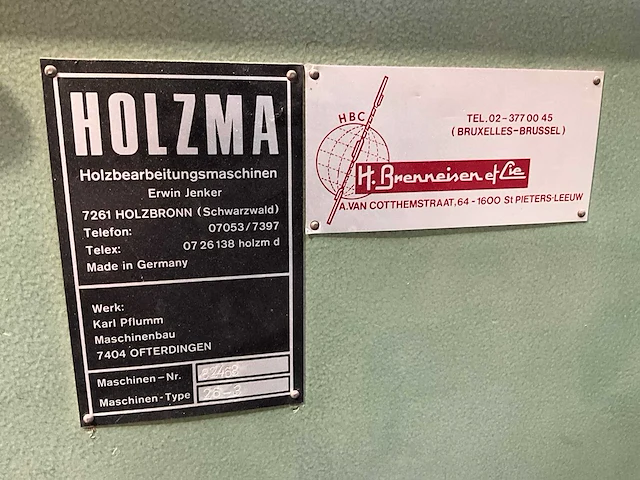 HOLZMA
Holzbearbeitungsmaschinen
Erwin Jenker
7261 HOLZBRONN (Schwarzwald)
Telefon: 07053/7397
Telex: 07 26 138 holzm d
Made in Germany
Werk:
Karl Pflumm
Maschinenbau
7404 OFTERDINGEN
Maschinen-Nr.
Maschinen-Type
HBC
TEL.02-377 00 45
(BRUXELLES-BRUSSEL)
H. Brenneisen et Cie
A.VAN COTTHEMSTRAAT,64 - 1600 St PIETERS-LEEUW